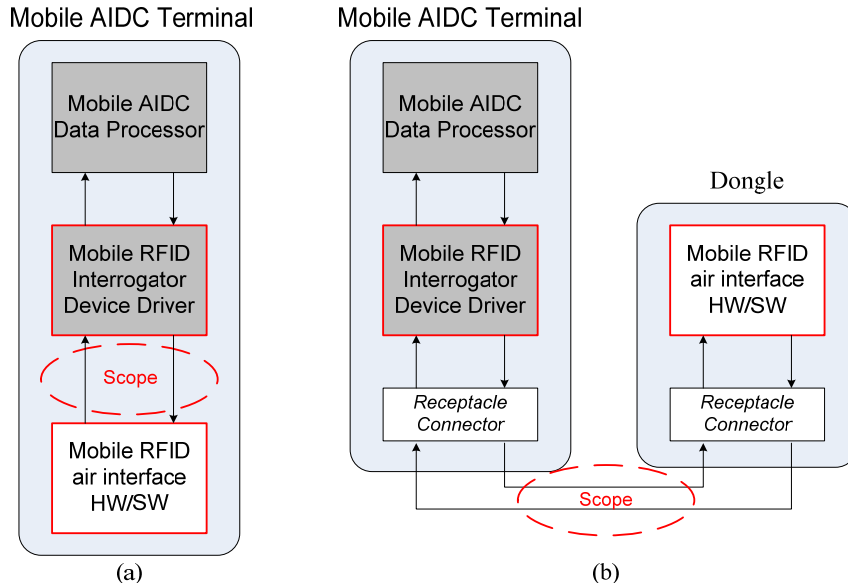 Mobile AIDC Terminal
Mobile AIDC
Data Processor
Mobile RFID
Interrogator
Device Driver
Scope
Mobile RFID
air interface
HW/SW
(a)
Mobile AIDC Terminal
Mobile AIDC
Data Processor
Mobile RFID
Interrogator
Device Driver
Receptacle
Connector
Dongle
Mobile RFID
air interface
HW/SW
Receptacle
Connector
Scope
(b)